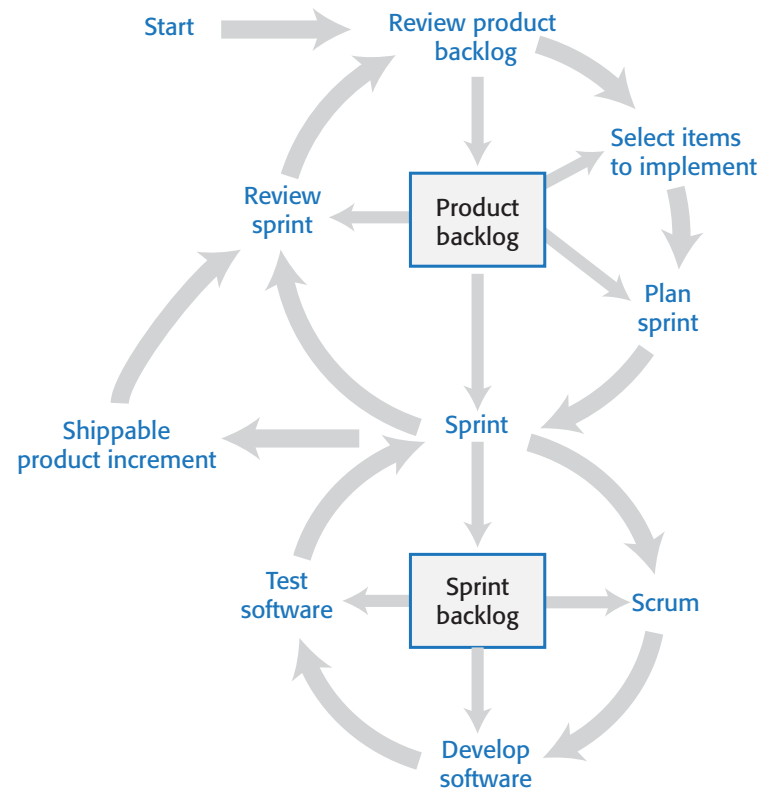 Start
Review product
backlog
Select items
to implement
Review
sprint
Product
backlog
Plan
sprint
Shippable
product increment
Sprint
Test
software
Sprint
backlog
Scrum
Develop
software